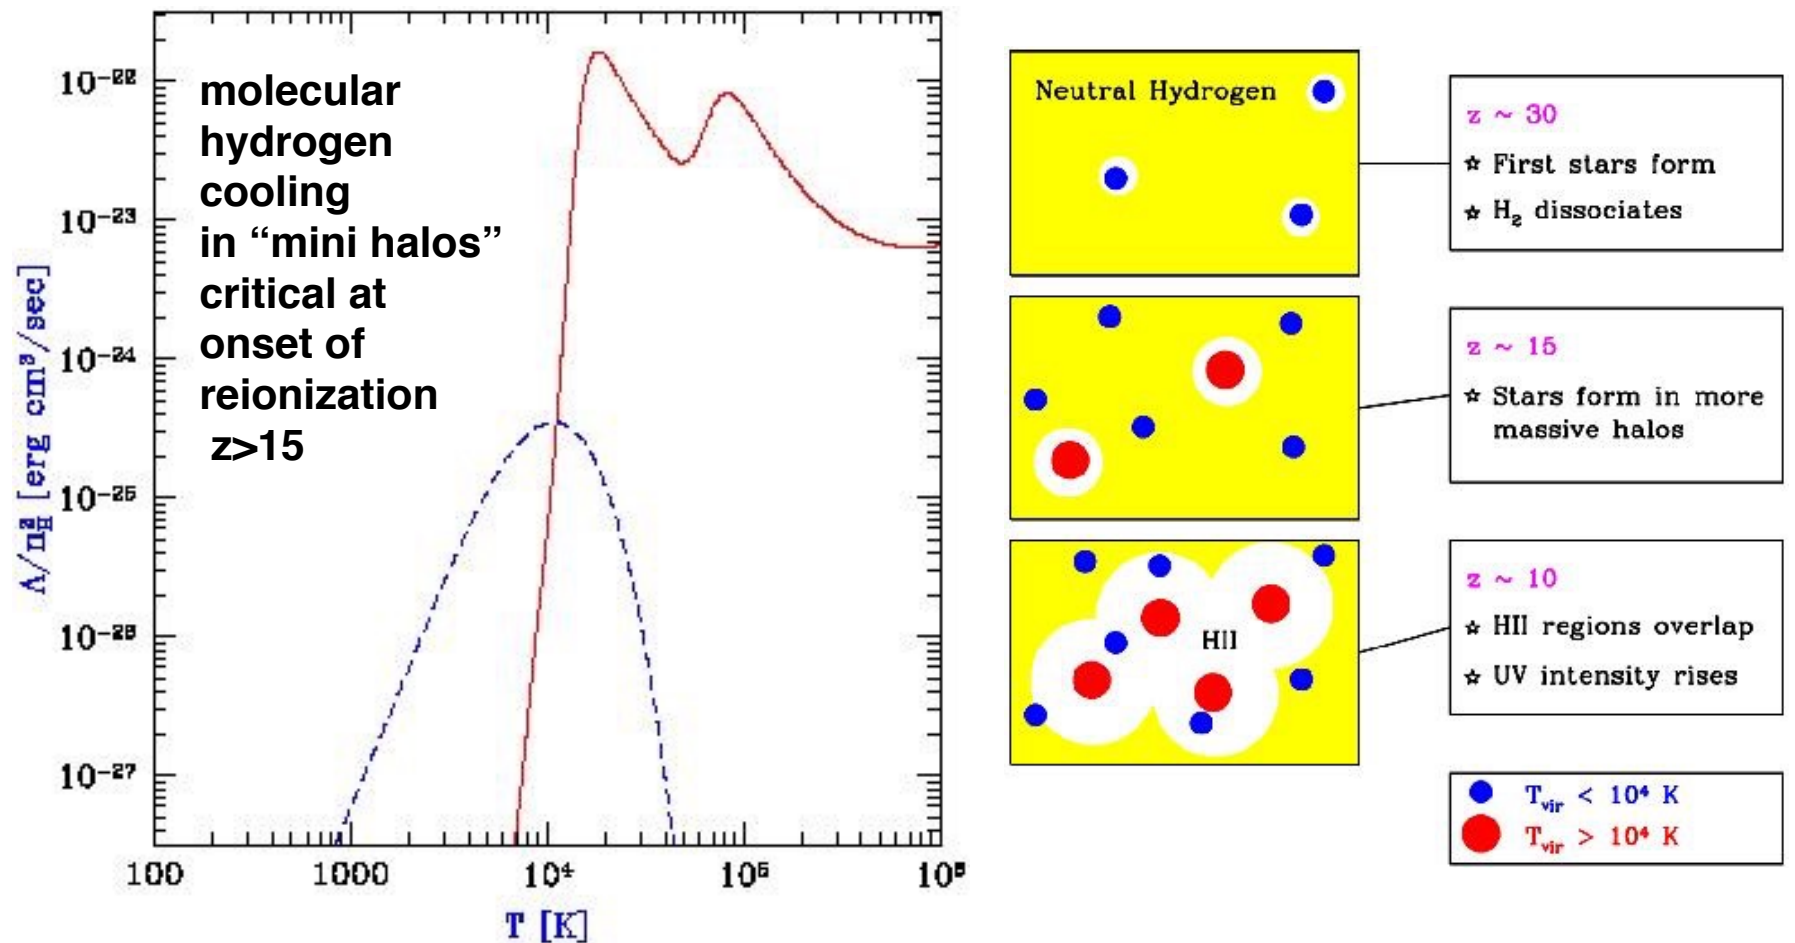 10⁻²²
10⁻²³
10⁻²⁴
10⁻²⁵
10⁻²⁶
10⁻²⁷
Λ/n²H [erg cm³/sec]
molecular
hydrogen
cooling
in “mini halos”
critical at
onset of
reionization
z>15
100 1000 10⁴ 10⁵ 10⁶
T [K]
Neutral Hydrogen
z ~ 30
☆ First stars form
☆ H₂ dissociates
z ~ 15
☆ Stars form in more
massive halos
HII
z ~ 10
☆ HII regions overlap
☆ UV intensity rises
Tvir < 10⁴ K
Tvir > 10⁴ K